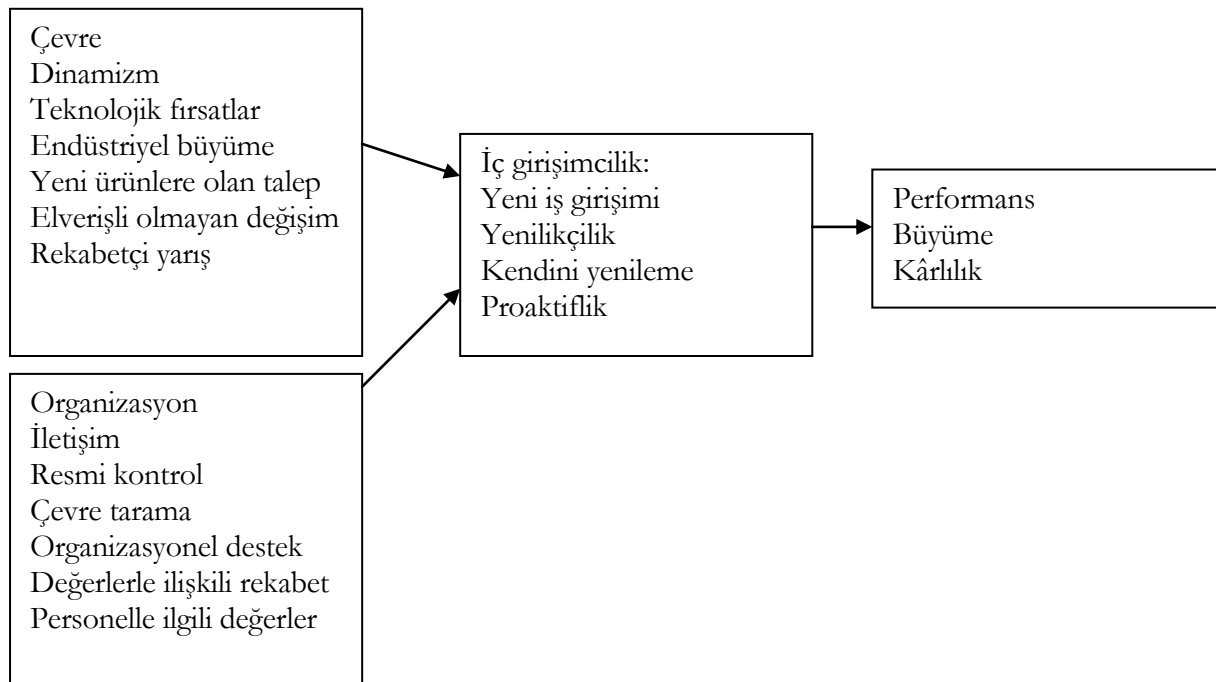 Çevre
Dinamizm
Teknolojik fırsatlar
Endüstriyel büyüme
Yeni ürünlere olan talep
Elverişli olmayan değişim
Rekabetçi yarış
Organizasyon
İletişim
Resmi kontrol
Çevre tarama
Organizasyonel destek
Değerlerle ilişkili rekabet
Personelle ilgili değerler
İç girişimcilik:
Yeni iş girişimi
Yenilikçilik
Kendini yenileme
Proaktiflik
Performans
Büyüme
Kârlılık